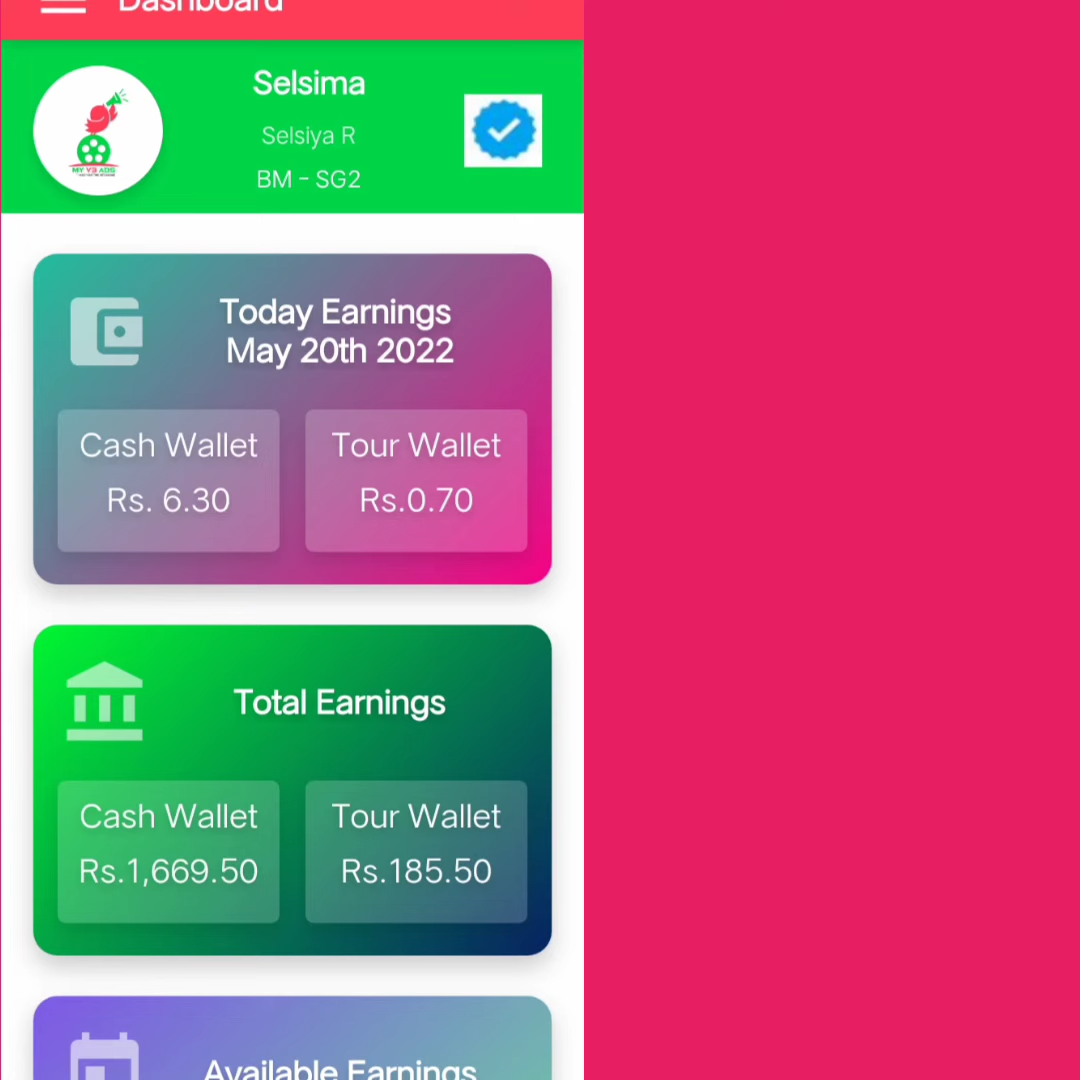 Dashboard
Selsima
Selsiya R
BM - SG2
MY V3 ADS
Today Earnings
May 20th 2022
Cash Wallet
Tour Wallet
Rs. 6.30
Rs.0.70
Total Earnings
Cash Wallet
Tour Wallet
Rs.1,669.50
Rs.185.50
Available Earnings